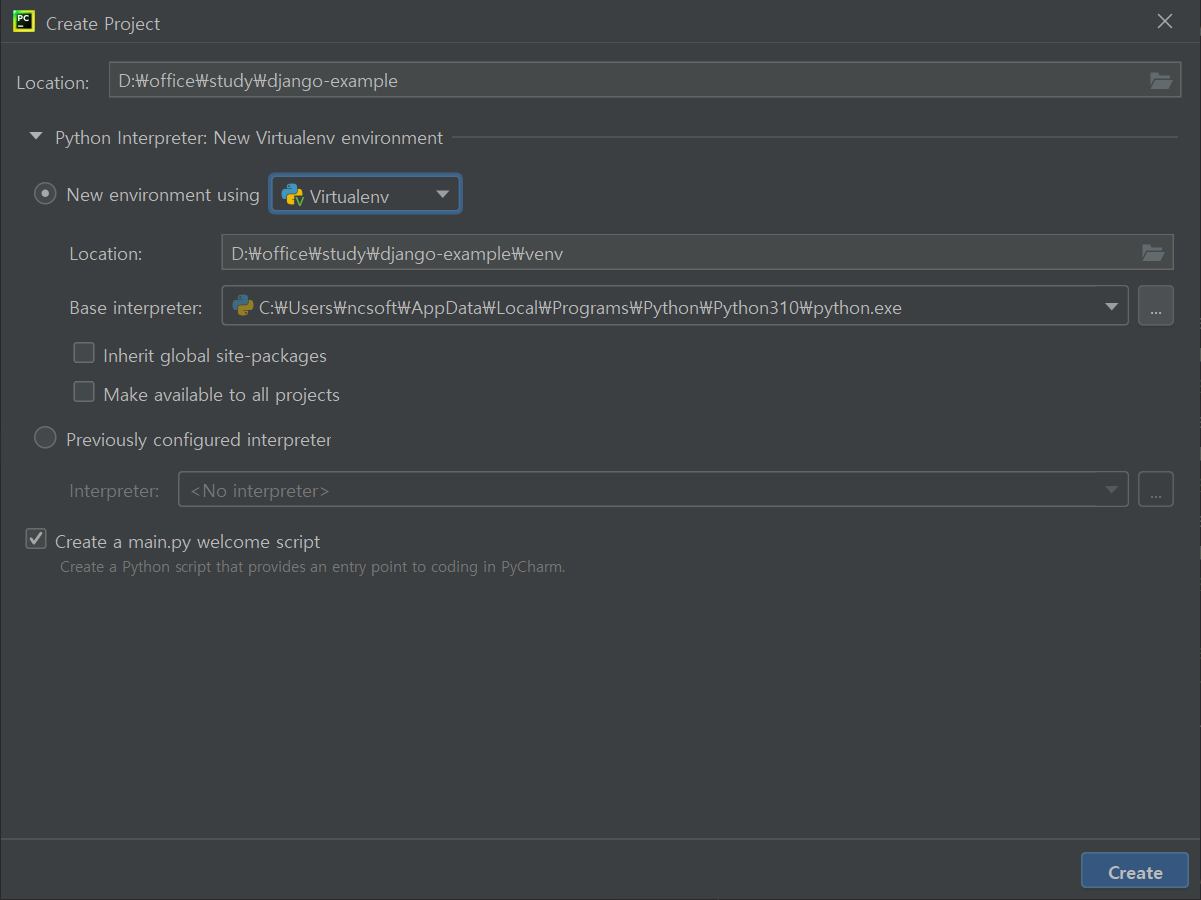 PC
Create Project
Location: D:₩office₩study₩django-example
Python Interpreter: New Virtualenv environment
New environment using Virtualenv
Location: D:₩office₩study₩django-example₩venv
Base interpreter: C:₩Users₩ncsoft₩AppData₩Local₩Programs₩Python₩Python310₩python.exe ...
Inherit global site-packages
Make available to all projects
Previously configured interpreter
Interpreter: <No interpreter> ...
Create a main.py welcome script
Create a Python script that provides an entry point to coding in PyCharm.
Create